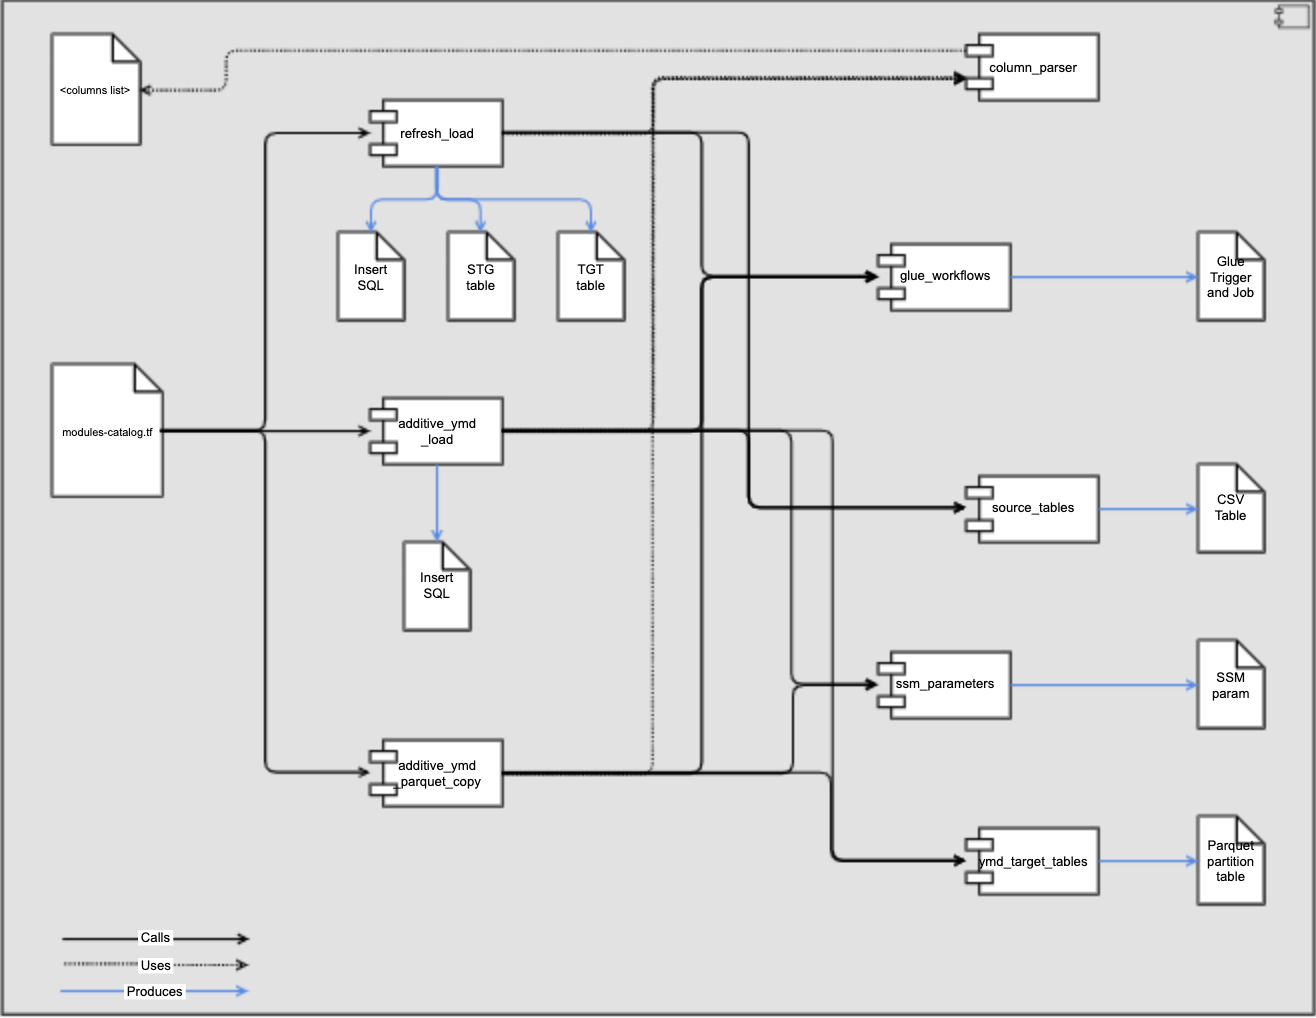 <columns list>
column_parser
refresh_load
Insert
SQL
STG
table
TGT
table
glue_workflows
Glue
Trigger
and Job
modules-catalog.tf
additive_ymd
_load
source_tables
CSV
Table
Insert
SQL
ssm_parameters
SSM
param
additive_ymd
_parquet_copy
ymd_target_tables
Parquet
partition
table
Calls
Uses
Produces